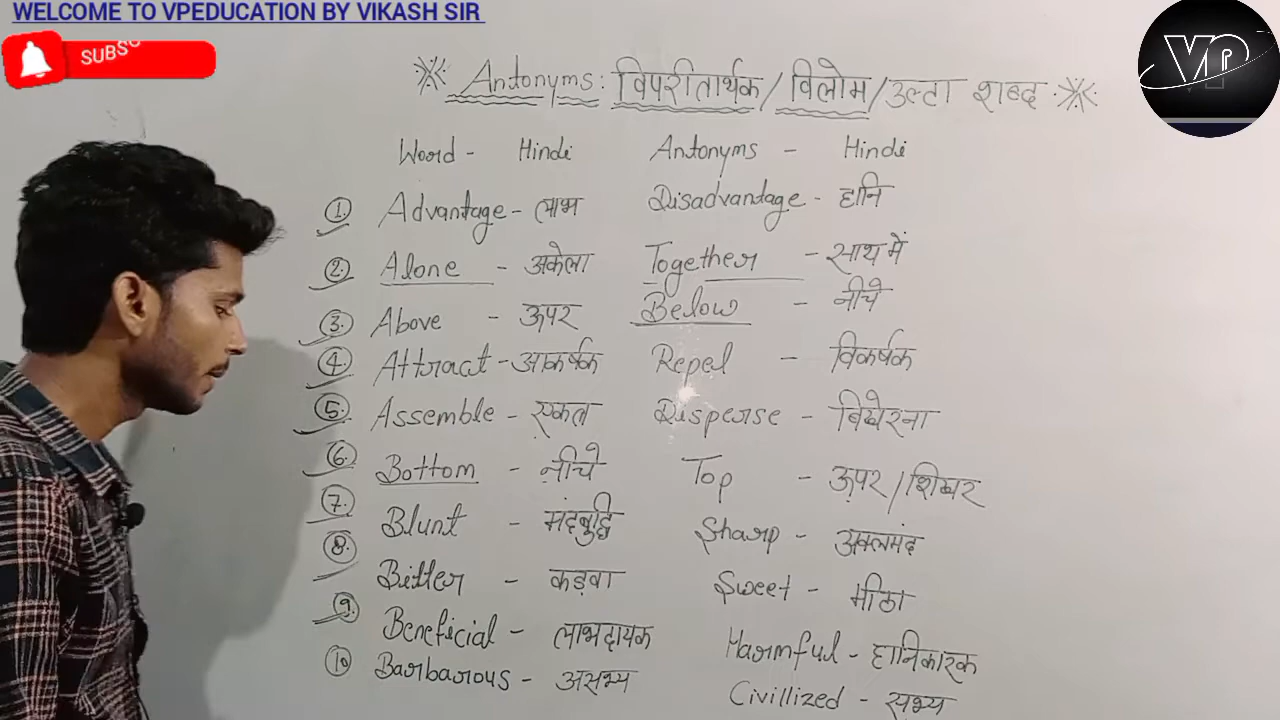 WELCOME TO VPEDUCATION BY VIKASH SIR
SUBSC
VP
Antonyms: विपरीतार्थक / विलोम / उल्टा शब्द
Word - Hindi Antonyms - Hindi
1. Advantage - लाभ Disadvantage - हानि
2. Alone - अकेला Together - साथ में
3. Above - ऊपर Below - नीचे
4. Attract - आकर्षक Repel - विकर्षक
5. Assemble - एकत्र Disperse - बिखेरना
6. Bottom - नीचे Top - ऊपर / शिखर
7. Blunt - मंदबुद्धि Sharp - अक्लमंद
8. Bitter - कड़वा Sweet - मीठा
9. Beneficial - लाभदायक Harmful - हानिकारक
10 Barbarous - असभ्य Civillized - सभ्य